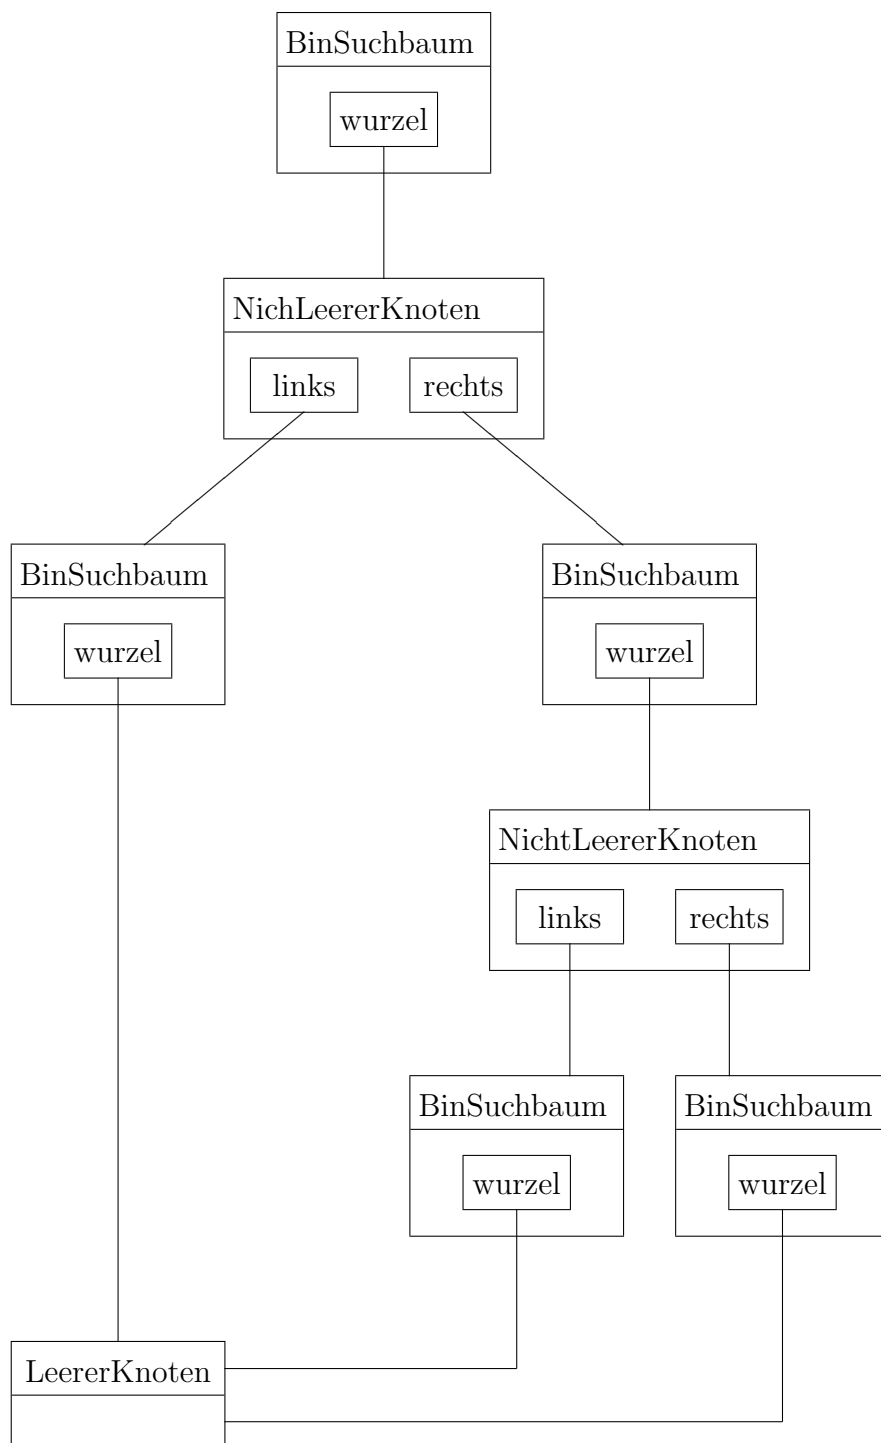 BinSuchbaum
wurzel
NichLeererKnoten
links rechts
BinSuchbaum BinSuchbaum
wurzel wurzel
NichtLeererKnoten
links rechts
BinSuchbaum BinSuchbaum
wurzel wurzel
LeererKnoten